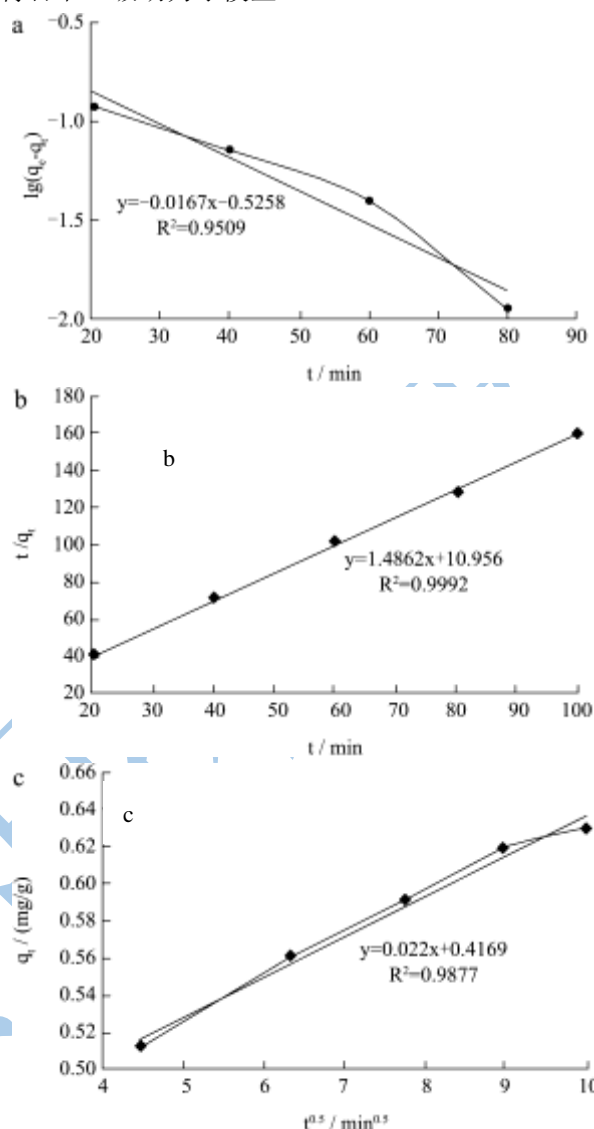 a
-0.5
-1.0
-1.5
-2.0
lg(qe-qt)
y=-0.0167x-0.5258
R²=0.9509
20 30 40 50 60 70 80 90
t / min
b
180
160
140
120
100
80
60
40
20
t /qt
b
y=1.4862x+10.956
R²=0.9992
20 30 40 50 60 70 80 90 100
t / min
c
0.66
0.64
0.62
0.60
0.58
0.56
0.54
0.52
0.50
qt / (mg/g)
c
y=0.022x+0.4169
R²=0.9877
4 5 6 7 8 9 10
t^0.5 / min^0.5